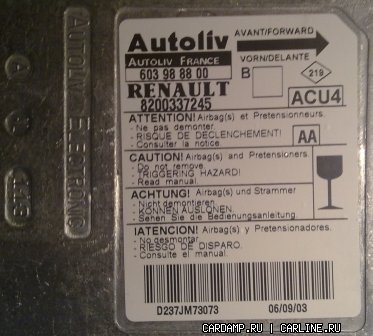 AUTOLIV ELECTRONIC
Autoliv
AVANT/FORWARD
AUTOLIV FRANCE
VORN/DELANTE
603 98 88 00
B
219
RENAULT
8200337245
ACU4
ATTENTION! Airbag(s) et Pretensionneurs.
- Ne pas demonter.
- RISQUE DE DECLENCHEMENT!
- Consulter la notice.
AA
CAUTION! Airbag(s) and Pretensioners.
- Do not remove.
- TRIGGERING HAZARD!
- Read manual.
ACHTUNG! Airbag(s) und Strammer
- Nicht demontieren.
- KÖNNEN AUSLÖSEN.
- Sehen Sie die Bedienungsanleitung.
!ATENCION! Airbag(s) y Pretensionadores.
- No desmontar
- RIESGO DE DISPARO.
- Consulte el manual.
D237JM73073
06/09/03
CARDAMP.RU | CARLINE.RU